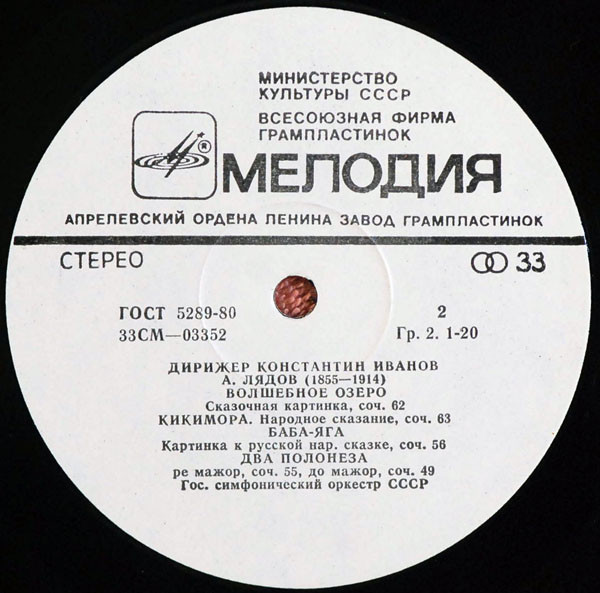 МИНИСТЕРСТВО
КУЛЬТУРЫ СССР
ВСЕСОЮЗНАЯ ФИРМА
ГРАМПЛАСТИНОК
®
МЕЛОДИЯ
АПРЕЛЕВСКИЙ ОРДЕНА ЛЕНИНА ЗАВОД ГРАМПЛАСТИНОК
СТЕРЕО 33
ГОСТ 5289-80 2
33СМ—03352 Гр. 2. 1-20
ДИРИЖЕР КОНСТАНТИН ИВАНОВ
А. ЛЯДОВ (1855—1914)
ВОЛШЕБНОЕ ОЗЕРО
Сказочная картинка, соч. 62
КИКИМОРА. Народное сказание, соч. 63
БАБА-ЯГА
Картинка к русской нар. сказке, соч. 56
ДВА ПОЛОНЕЗА
ре мажор, соч. 55, до мажор, соч. 49
Гос. симфонический оркестр СССР